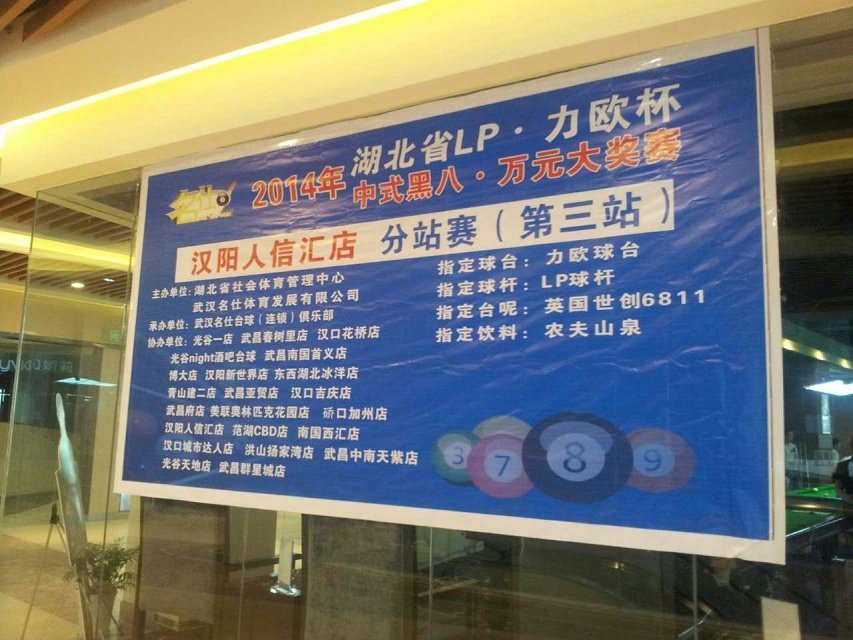 名仕
湖北省LP·力欧杯
2014年 中式黑八·万元大奖赛
汉阳人信汇店 分站赛（第三站）
主办单位：湖北省社会体育管理中心
武汉名仕体育发展有限公司
承办单位：武汉名仕台球（连锁）俱乐部
协办单位：光谷一店 武昌喜树里店 汉口花桥店
光谷night酒吧台球 武昌南国首义店
博大店 汉阳新世界店 东西湖北冰洋店
青山建二店 武昌亚贸店 汉口吉庆店
武昌府店 美联奥林匹克花园店 硚口加州店
汉阳人信汇店 范湖CBD店 南国西汇店
汉口城市达人店 洪山扬家湾店 武昌中南天紫店
光谷天地店 武昌群星城店
指定球台：力欧球台
指定球杆：LP球杆
指定台呢：英国世创6811
指定饮料：农夫山泉
3 7 8 9